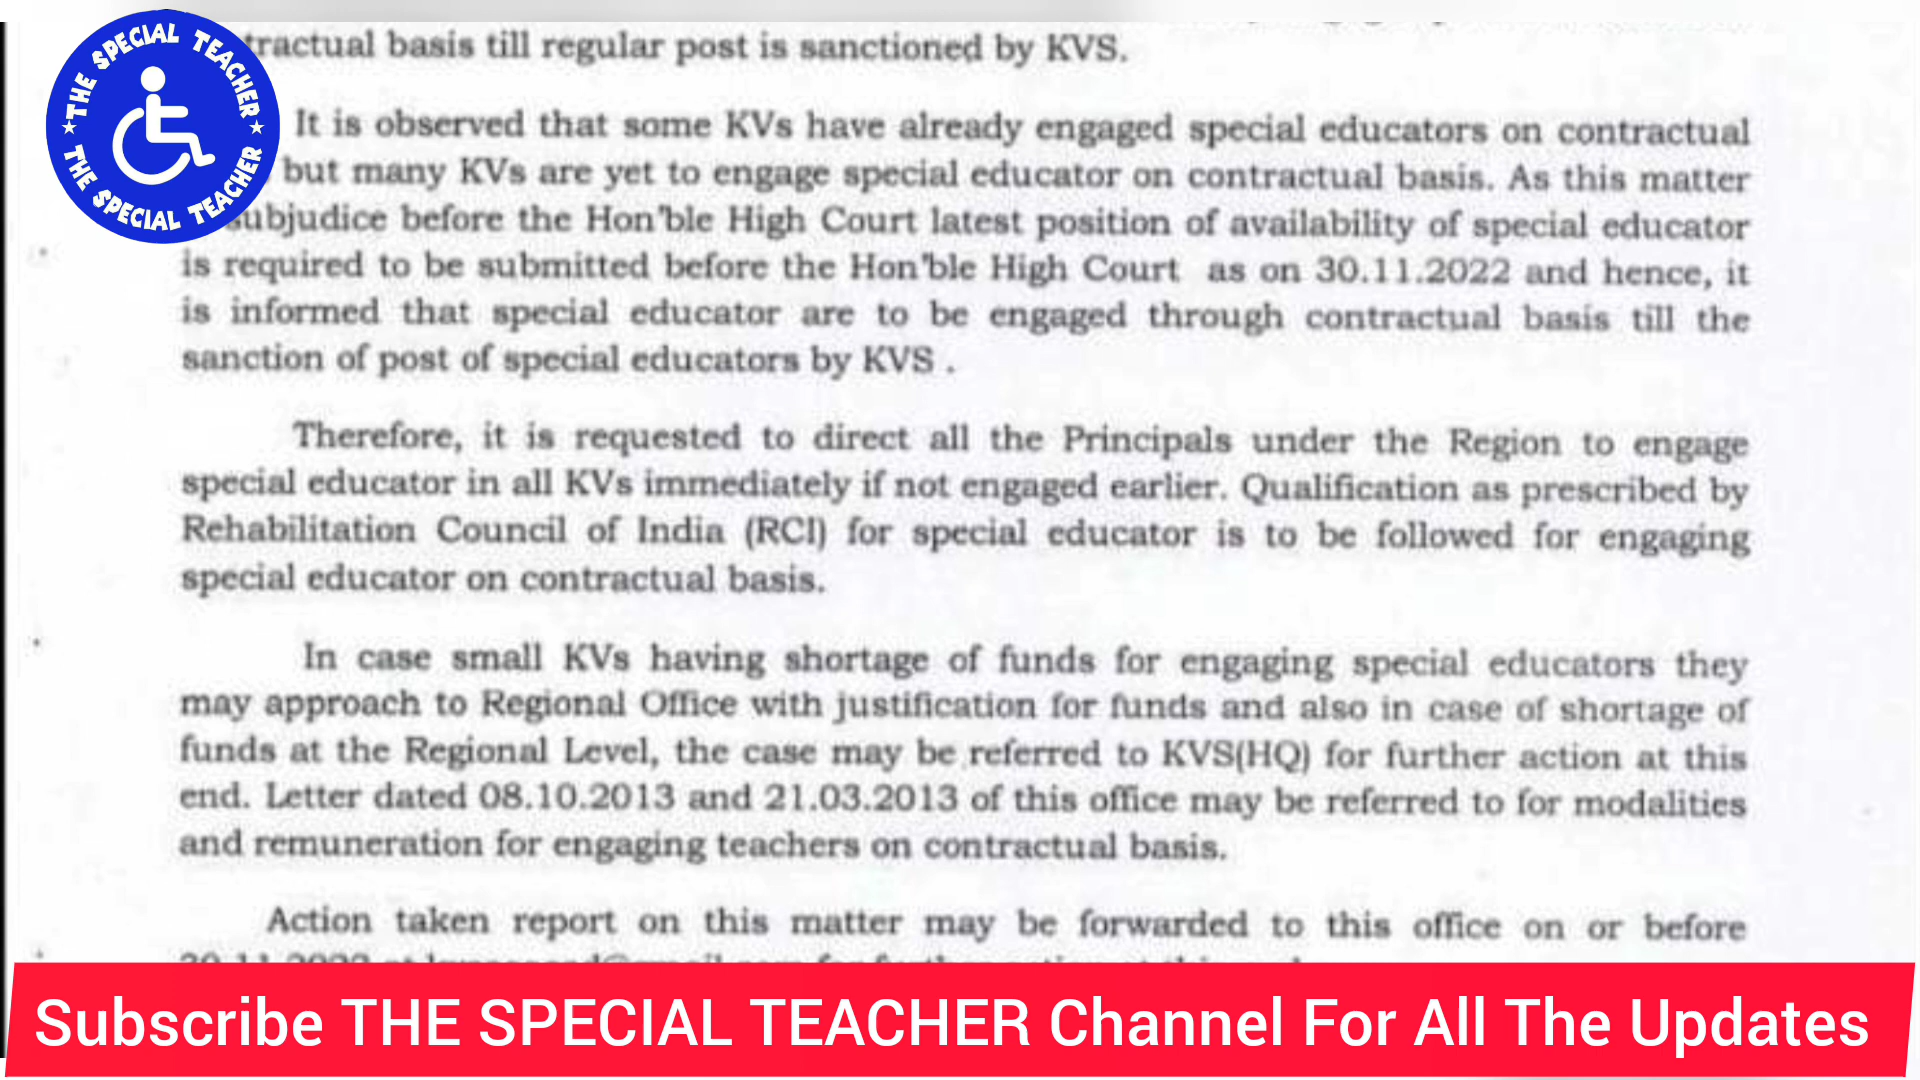 THE SPECIAL TEACHER
THE SPECIAL TEACHER
tractual basis till regular post is sanctioned by KVS.
It is observed that some KVs have already engaged special educators on contractual
but many KVs are yet to engage special educator on contractual basis. As this matter
subjudice before the Hon'ble High Court latest position of availability of special educator
is required to be submitted before the Hon'ble High Court as on 30.11.2022 and hence, it
is informed that special educator are to be engaged through contractual basis till the
sanction of post of special educators by KVS .
Therefore, it is requested to direct all the Principals under the Region to engage
special educator in all KVs immediately if not engaged earlier. Qualification as prescribed by
Rehabilitation Council of India (RCI) for special educator is to be followed for engaging
special educator on contractual basis.
In case small KVs having shortage of funds for engaging special educators they
may approach to Regional Office with justification for funds and also in case of shortage of
funds at the Regional Level, the case may be referred to KVS(HQ) for further action at this
end. Letter dated 08.10.2013 and 21.03.2013 of this office may be referred to for modalities
and remuneration for engaging teachers on contractual basis.
Action taken report on this matter may be forwarded to this office on or before
Subscribe THE SPECIAL TEACHER Channel For All The Updates